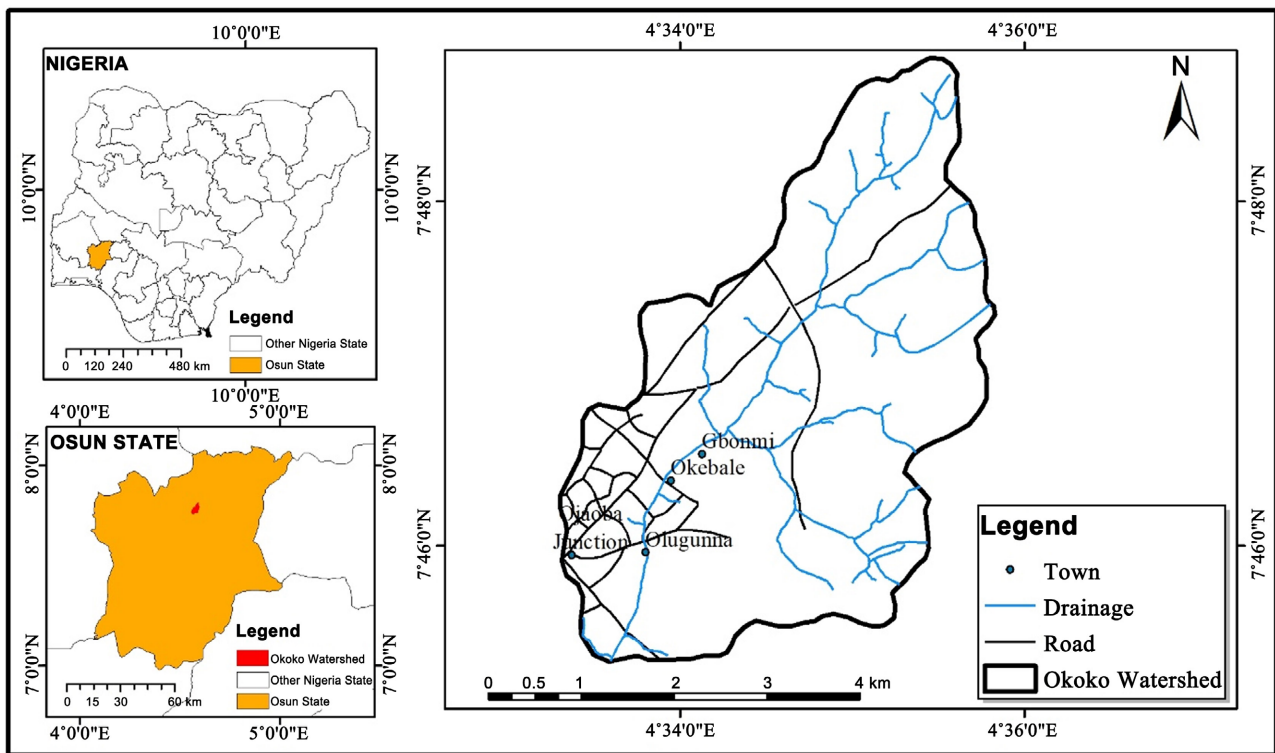 10°0'0"E
NIGERIA
10°0'0"N
10°0'0"N
Legend
Other Nigeria State
Osun State
0 120 240 480 km
10°0'0"E
4°0'0"E
5°0'0"E
OSUN STATE
8°0'0"N
8°0'0"N
7°0'0"N
7°0'0"N
Legend
Okoko Watershed
Other Nigeria State
Osun State
0 15 30 60 km
4°0'0"E
5°0'0"E
4°34'0"E
4°36'0"E
N
7°48'0"N
7°48'0"N
Gbonmi
Okebale
Ojaoba
Junction
Olugunna
7°46'0"N
7°46'0"N
Legend
Town
Drainage
Road
Okoko Watershed
0 0.5 1 2 3 4 km
4°34'0"E
4°36'0"E